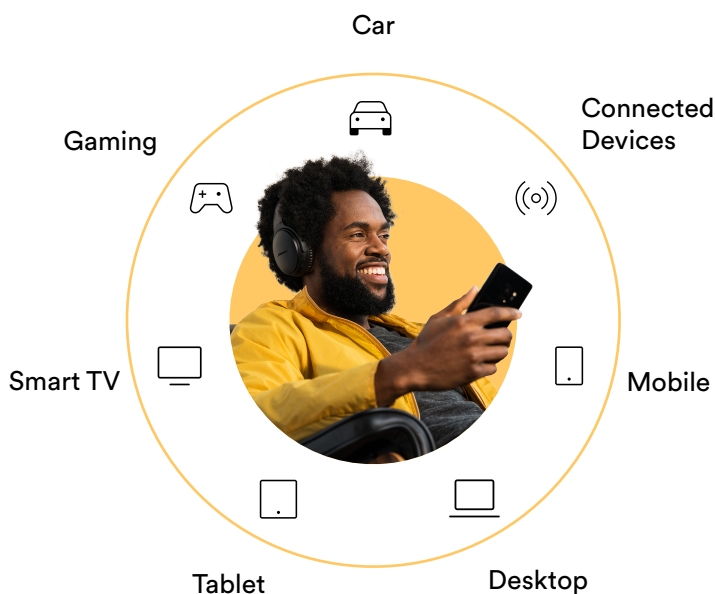 Car
Connected
Devices
Gaming
Smart TV
Mobile
Tablet
Desktop